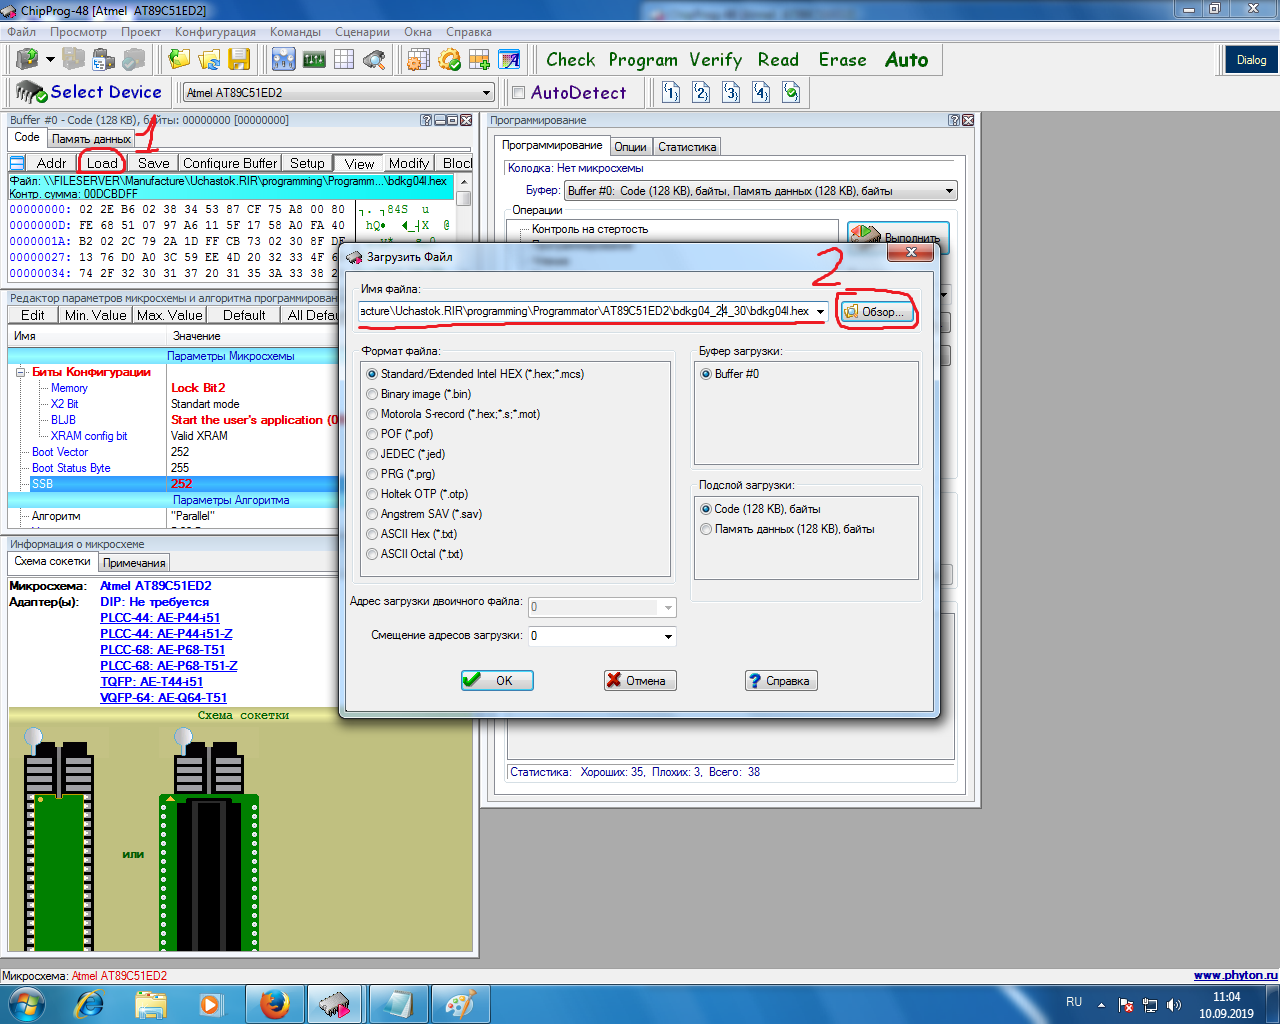 ChipProg-48 [Atmel AT89C51ED2]
Файл Просмотр Проект Конфигурация Команды Сценарии Окна Справка
Check Program Verify Read Erase Auto
Dialog
Select Device
Atmel AT89C51ED2
AutoDetect
1 2 3 4
Buffer #0 - Code (128 KB), байты: 00000000 [00000000]
1
Code Память данных
Addr Load Save Configure Buffer Setup View Modify Bloc
Файл: \\FILESERVER\Manufacture\Uchastok.RIR\programming\Programm...\bdkg04l.hex
Контр. сумма: 00DCBDFF
00000000: 02 2E B6 02 38 34 53 87 CF 75 A8 00 80
0000000D: FE 68 51 07 97 A6 11 5F 17 58 A0 FA 40
0000001A: B2 02 2C 79 2A 1D FF CB 73 02 30 8F DF
00000027: 13 76 D0 A0 3C 59 EE 4D 20 32 33 4F
00000034: 74 2F 32 30 31 37 20 31 35 3A 33 38
Редактор параметров микросхемы и алгоритма программирован
Edit Min. Value Max. Value Default All Defau
Имя Значение
Параметры Микросхемы
Биты Конфигурации
Memory Lock Bit2
X2 Bit Standart mode
BLJB Start the user's application (0
XRAM config bit Valid XRAM
Boot Vector 252
Boot Status Byte 255
SSB 252
Параметры Алгоритма
Алгоритм "Parallel"
Информация о микросхеме
Схема сокетки Примечания
Микросхема: Atmel AT89C51ED2
Адаптер(ы): DIP: Не требуется
PLCC-44: AE-P44-i51
PLCC-44: AE-P44-i51-Z
PLCC-68: AE-P68-T51
PLCC-68: AE-P68-T51-Z
TQFP: AE-T44-i51
VQFP-64: AE-Q64-T51
Схема сокетки
или
Программирование
Программирование Опции Статистика
Колодка: Нет микросхемы
Буфер: Buffer #0: Code (128 KB), байты, Память данных (128 KB), байты
Операции
Контроль на стертость
Выполнить
Загрузить Файл
2
Имя файла:
acture\Uchastok.RIR\programming\Programmator\AT89C51ED2\bdkg04_24_30\bdkg04l.hex
Обзор...
Формат файла:
Standard/Extended Intel HEX (*.hex;*.mcs)
Binary image (*.bin)
Motorola S-record (*.hex;*.s;*.mot)
POF (*.pof)
JEDEC (*.jed)
PRG (*.prg)
Holtek OTP (*.otp)
Angstrem SAV (*.sav)
ASCII Hex (*.txt)
ASCII Octal (*.txt)
Буфер загрузки:
Buffer #0
Подслой загрузки:
Code (128 KB), байты
Память данных (128 KB), байты
Адрес загрузки двоичного файла: 0
Смещение адресов загрузки: 0
OK Отмена Справка
Статистика: Хороших: 35, Плохих: 3, Всего: 38
Микросхема: Atmel AT89C51ED2
www.phyton.ru
RU
11:04
10.09.2019